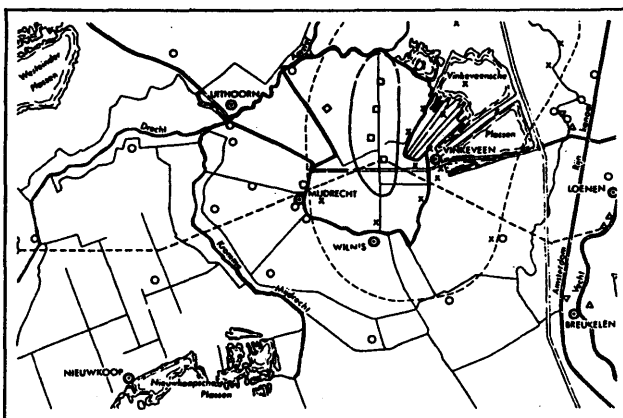 Westeinder
Plassen
UITHOORN
Vinkeveensche
Plassen
Drecht
VINKEVEEN
Amsterdam Rijn kanaal
LOENEN
MIJDRECHT
WILNIS
Kromme Mijdrecht
Vecht
BREUKELEN
NIEUWKOOP
Nieuwkoopsche
Plassen